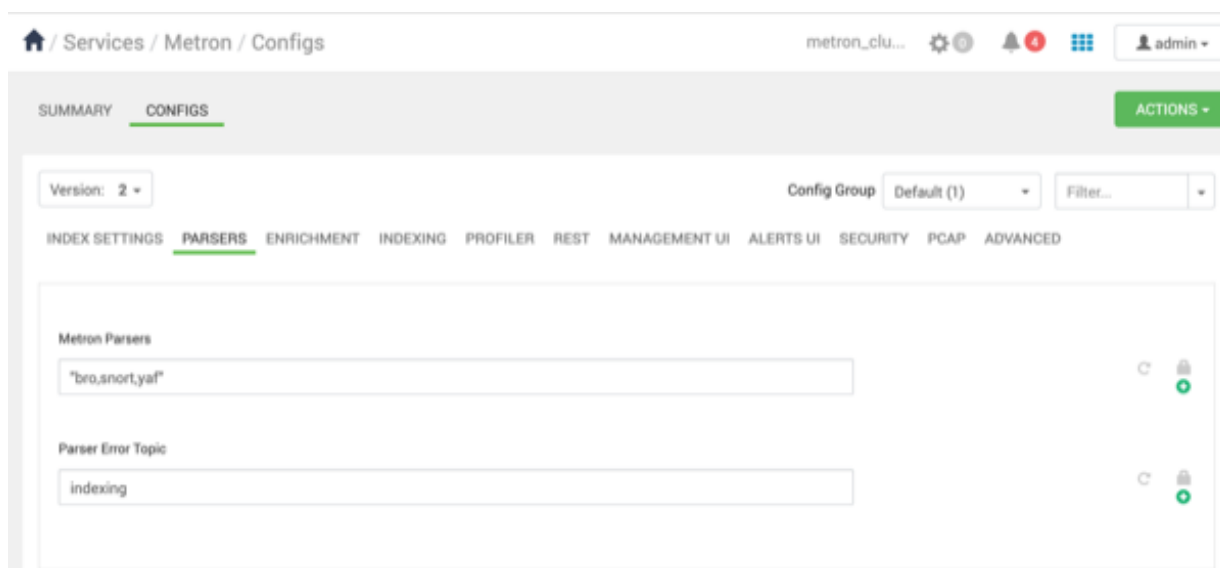 / Services / Metron / Configs metron_clu... 0 4 admin
SUMMARY CONFIGS ACTIONS
Version: 2 Config Group Default (1) Filter...
INDEX SETTINGS PARSERS ENRICHMENT INDEXING PROFILER REST MANAGEMENT UI ALERTS UI SECURITY PCAP ADVANCED
Metron Parsers
"bro,snort,yaf"
Parser Error Topic
indexing